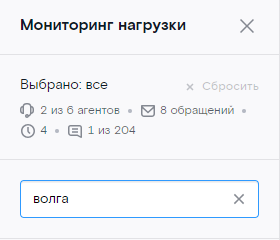 Мониторинг нагрузки
Выбрано: все
Сбросить
2 из 6 агентов • 8 обращений •
4 • 1 из 204
волга